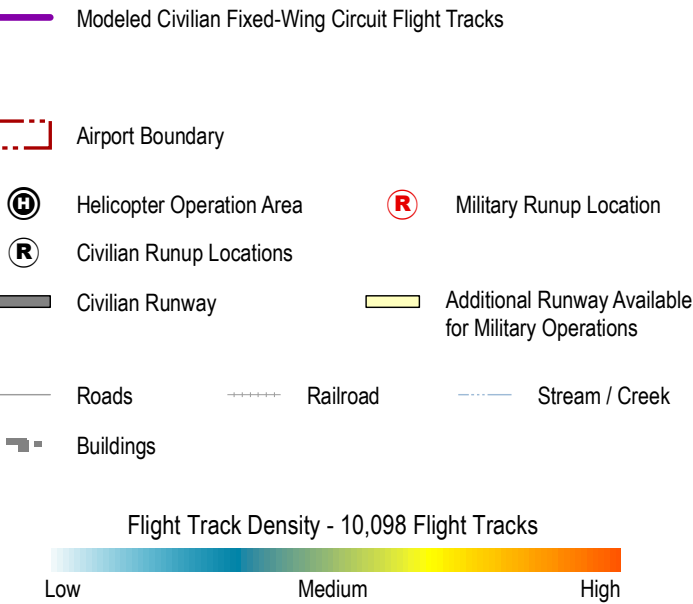 Modeled Civilian Fixed-Wing Circuit Flight Tracks
Airport Boundary
H Helicopter Operation Area
R Military Runup Location
R Civilian Runup Locations
Civilian Runway
Additional Runway Available
for Military Operations
Roads
Railroad
Stream / Creek
Buildings
Flight Track Density - 10,098 Flight Tracks
Low Medium High